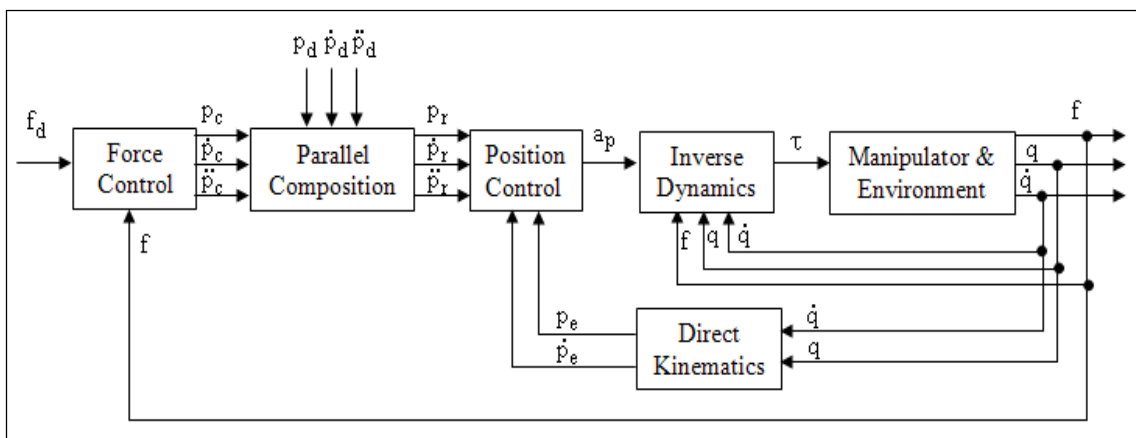 p_d ṗ_d p̈_d
f_d
p_c
ṗ_c
p̈_c
Force
Control
Parallel
Composition
p_r
ṗ_r
p̈_r
Position
Control
a_p
Inverse
Dynamics
τ
Manipulator &
Environment
f
q
q̇
f
f q q̇
p_e
ṗ_e
Direct
Kinematics
q̇
q